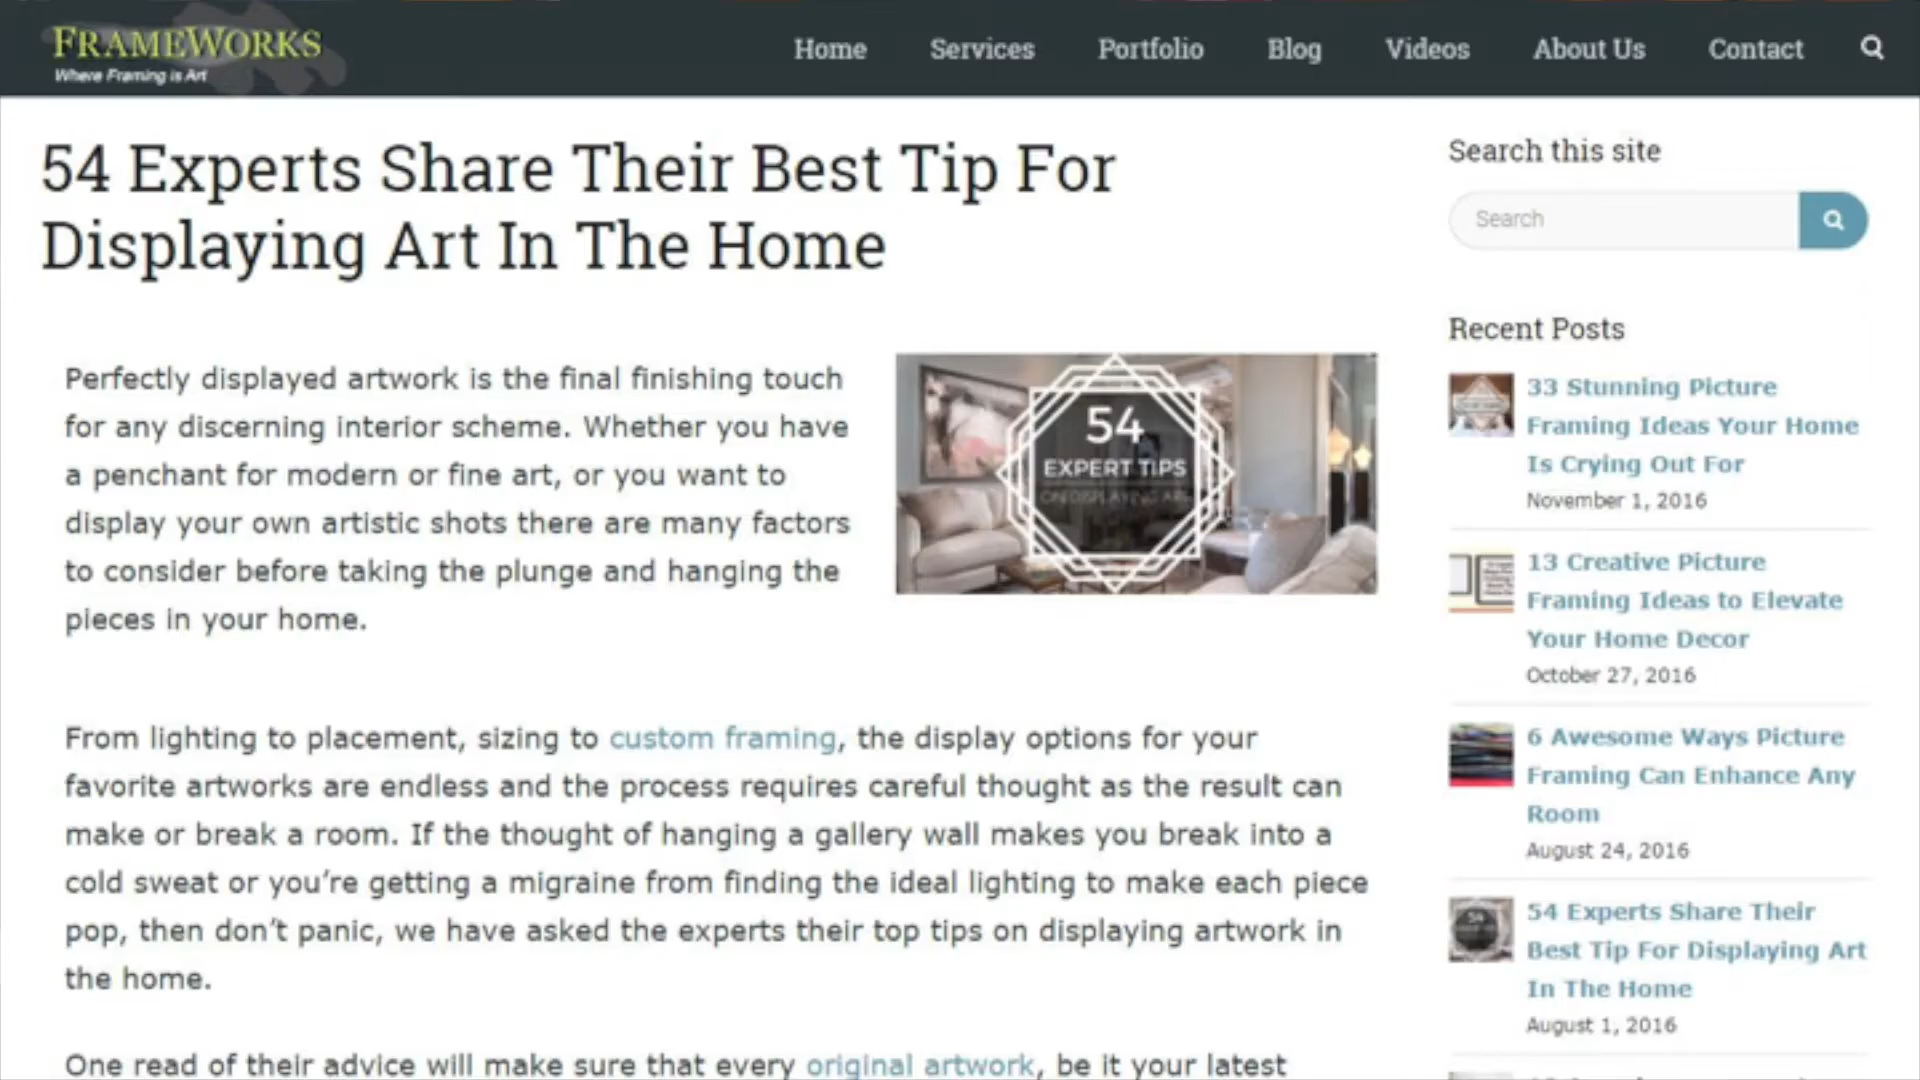 FRAMEWORKS
Where Framing is Art
Home Services Portfolio Blog Videos About Us Contact
54 Experts Share Their Best Tip For
Displaying Art In The Home
Perfectly displayed artwork is the final finishing touch
for any discerning interior scheme. Whether you have
a penchant for modern or fine art, or you want to
display your own artistic shots there are many factors
to consider before taking the plunge and hanging the
pieces in your home.
54
EXPERT TIPS
ON DISPLAYING ART
From lighting to placement, sizing to custom framing, the display options for your
favorite artworks are endless and the process requires careful thought as the result can
make or break a room. If the thought of hanging a gallery wall makes you break into a
cold sweat or you’re getting a migraine from finding the ideal lighting to make each piece
pop, then don’t panic, we have asked the experts their top tips on displaying artwork in
the home.
One read of their advice will make sure that every original artwork, be it your latest
Search this site
Search
Recent Posts
33 Stunning Picture
Framing Ideas Your Home
Is Crying Out For
November 1, 2016
13 Creative Picture
Framing Ideas to Elevate
Your Home Decor
October 27, 2016
6 Awesome Ways Picture
Framing Can Enhance Any
Room
August 24, 2016
54
54 Experts Share Their
Best Tip For Displaying Art
In The Home
August 1, 2016